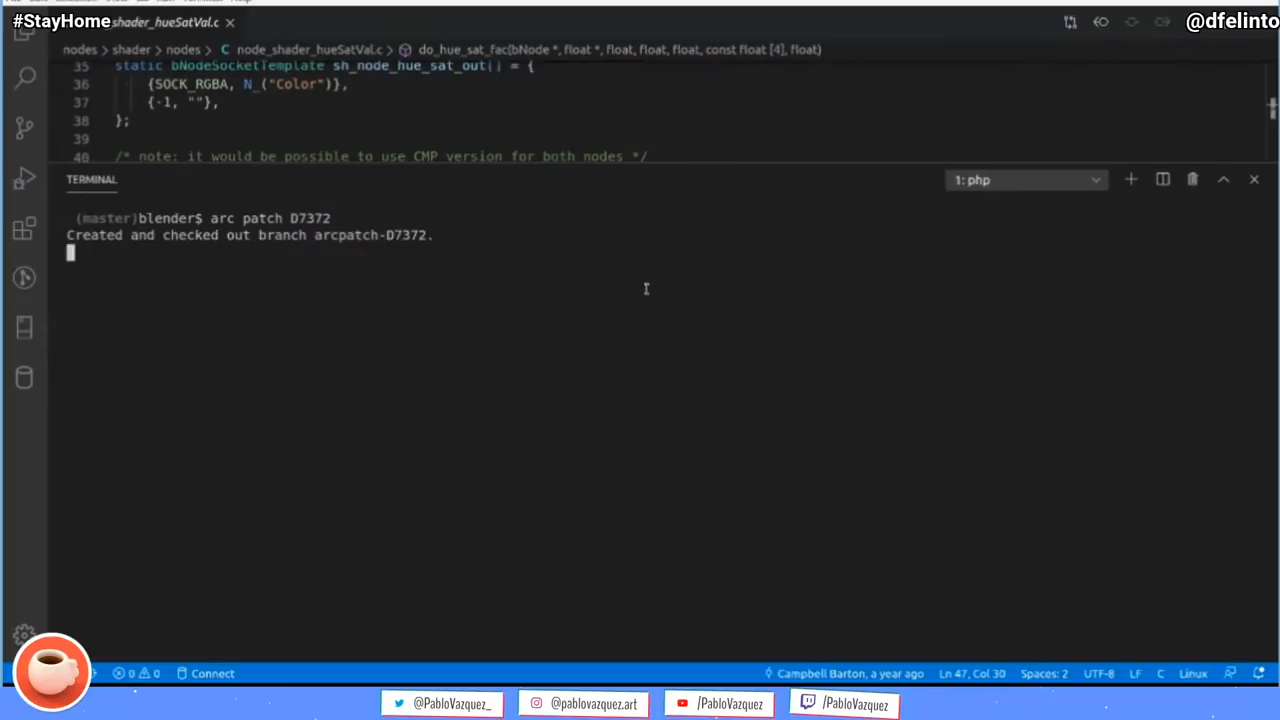 #StayHome
_shader_hueSatVal.c
@dfelinto
nodes > shader > nodes > C node_shader_hueSatVal.c > do_hue_sat_fac(bNode *, float *, float, float, float, const float [4], float)
35 static bNodeSocketTemplate sh_node_hue_sat_out[] = {
36 {SOCK_RGBA, N_("Color")},
37 {-1, ""},
38 };
39
40 /* note: it would be possible to use CMP version for both nodes */
TERMINAL
1: php
(master)blender$ arc patch D7372
Created and checked out branch arcpatch-D7372.
0 0 Connect
Campbell Barton, a year ago Ln 47, Col 30 Spaces: 2 UTF-8 LF C Linux
@PabloVazquez_
@pablovazquez.art
/PabloVazquez
/PabloVazquez